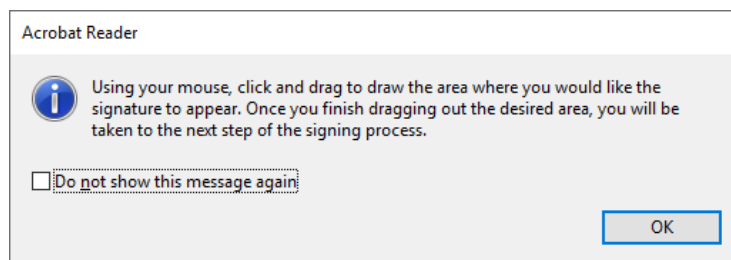 Acrobat Reader
Using your mouse, click and drag to draw the area where you would like the
signature to appear. Once you finish dragging out the desired area, you will be
taken to the next step of the signing process.
Do not show this message again
OK